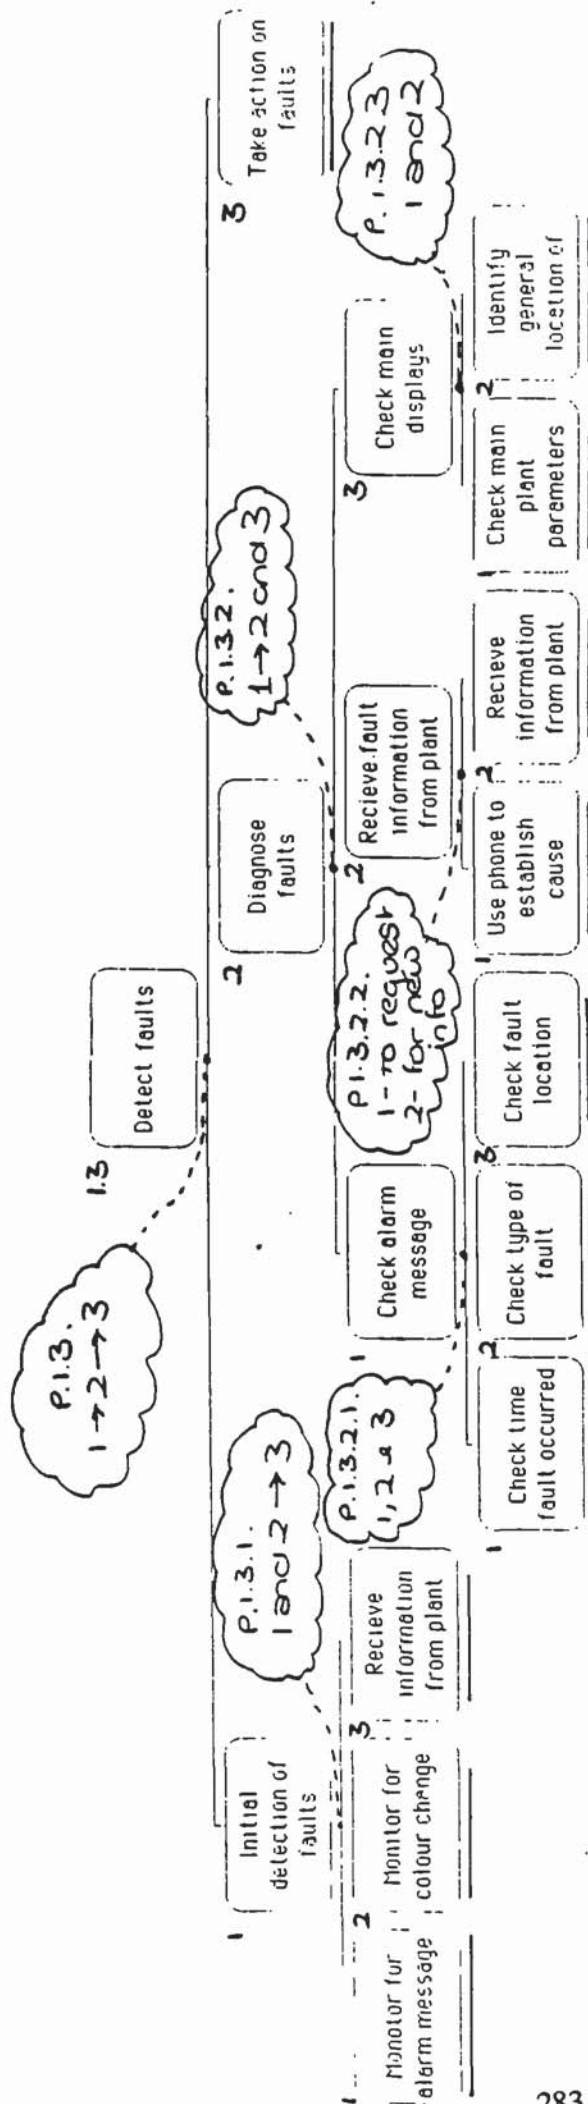 1.3
Detect faults
P.1.3.
1→2→3
1
Initial
detection of
faults
P.1.3.1.
1 and 2→3
2
Diagnose
faults
P.1.3.2.
1→2 and 3
3
Take action on
faults
1
Monotor for
alarm message
2
Monitor for
colour change
3
Recieve
information
from plant
1
Check alarm
message
P.1.3.2.1.
1, 2 & 3
2
Recieve fault
information
from plant
P1.3.2.2.
1- to request
2- for new
info
3
Check main
displays
P.1.3.2 3
1 and 2
1
Check time
fault occurred
2
Check type of
fault
3
Check fault
location
1
Use phone to
establish
cause
2
Recieve
information
from plant
1
Check main
plant
parameters
2
Identify
general
location of
283